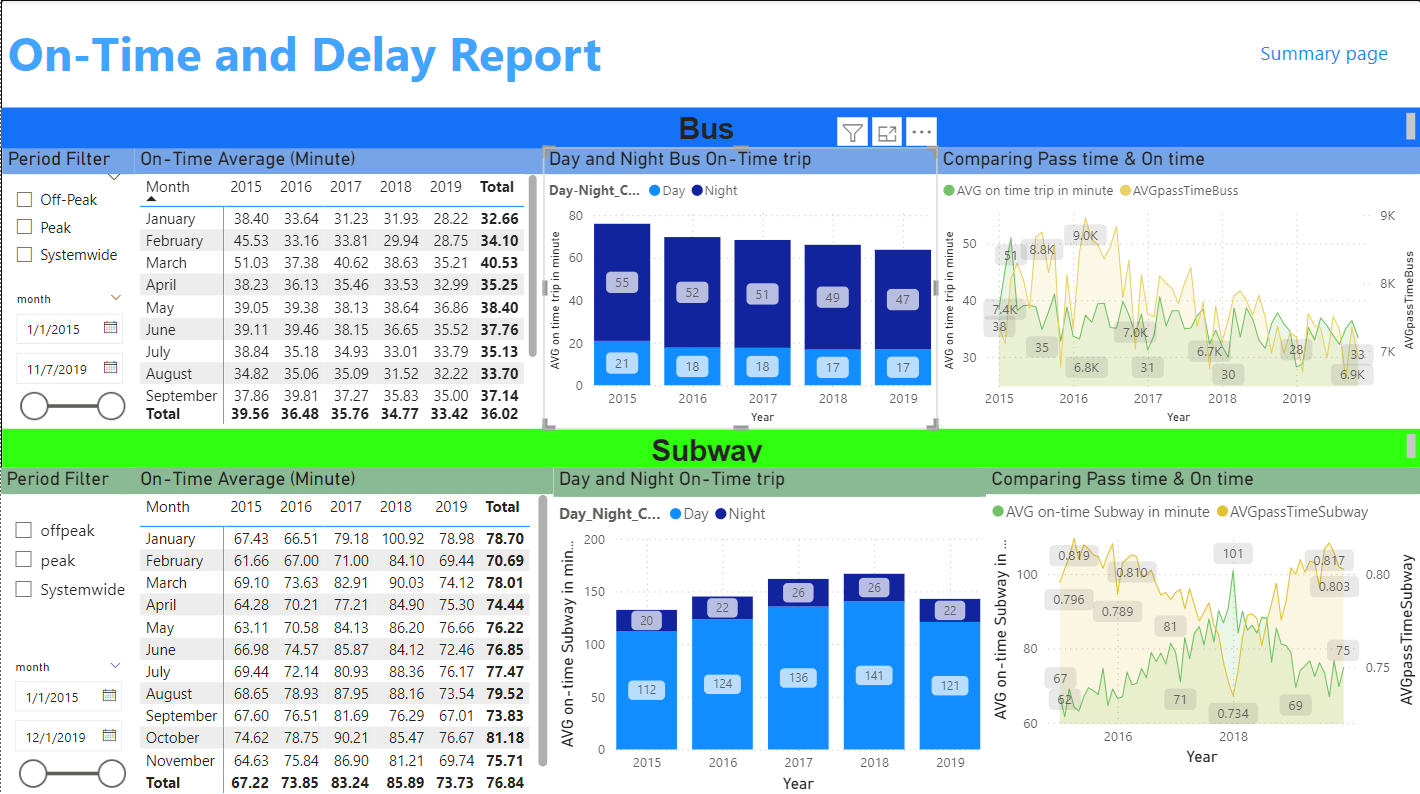 On-Time and Delay Report
Summary page
Bus
Period Filter
Off-Peak
Peak
Systemwide
month
1/1/2015
11/7/2019
On-Time Average (Minute)
Month 2015 2016 2017 2018 2019 Total
January 38.40 33.64 31.23 31.93 28.22 32.66
February 45.53 33.16 33.81 29.94 28.75 34.10
March 51.03 37.38 40.62 38.63 35.21 40.53
April 38.23 36.13 35.46 33.53 32.99 35.25
May 39.05 39.38 38.13 38.64 36.86 38.40
June 39.11 39.46 38.15 36.65 35.52 37.76
July 38.84 35.18 34.93 33.01 33.79 35.13
August 34.82 35.06 35.09 31.52 32.22 33.70
September 37.86 39.81 37.27 35.83 35.00 37.14
Total 39.56 36.48 35.76 34.77 33.42 36.02
Day and Night Bus On-Time trip
Day-Night_C... Day Night
AVG on time trip in minute
80
60
40
20
0
55 52 51 49 47
21 18 18 17 17
2015 2016 2017 2018 2019
Year
Comparing Pass time & On time
AVG on time trip in minute AVGpassTimeBuss
AVG on time trip in minute
50
40
30
9K
8K
7K
AVGpassTimeBuss
51 8.8K 9.0K
7.4K
38 35 7.0K 6.7K 28 33
6.8K 31 30 6.9K
2015 2016 2017 2018 2019
Year
Subway
Period Filter
offpeak
peak
Systemwide
month
1/1/2015
12/1/2019
On-Time Average (Minute)
Month 2015 2016 2017 2018 2019 Total
January 67.43 66.51 79.18 100.92 78.98 78.70
February 61.66 67.00 71.00 84.10 69.44 70.69
March 69.10 73.63 82.91 90.03 74.12 78.01
April 64.28 70.21 77.21 84.90 75.30 74.44
May 63.11 70.58 84.13 86.20 76.66 76.22
June 66.98 74.57 85.87 84.12 72.46 76.85
July 69.44 72.14 80.93 88.36 76.17 77.47
August 68.65 78.93 87.95 88.16 73.54 79.52
September 67.60 76.51 81.69 76.29 67.01 73.83
October 74.62 78.75 90.21 85.47 76.67 81.18
November 64.63 75.84 86.90 81.21 69.74 75.71
Total 67.22 73.85 83.24 85.89 73.73 76.84
Day and Night On-Time trip
Day_Night_C... Day Night
AVG on-time Subway in min...
200
150
100
50
0
20 22 26 26 22
112 124 136 141 121
2015 2016 2017 2018 2019
Year
Comparing Pass time & On time
AVG on-time Subway in minute AVGpassTimeSubway
AVG on-time Subway in ...
100
80
60
0.80
0.75
AVGpassTimeSubway
0.819 0.810 101 0.817
0.796 0.789 0.803
81 75
67
62 71 0.734 69
2016 2018
Year